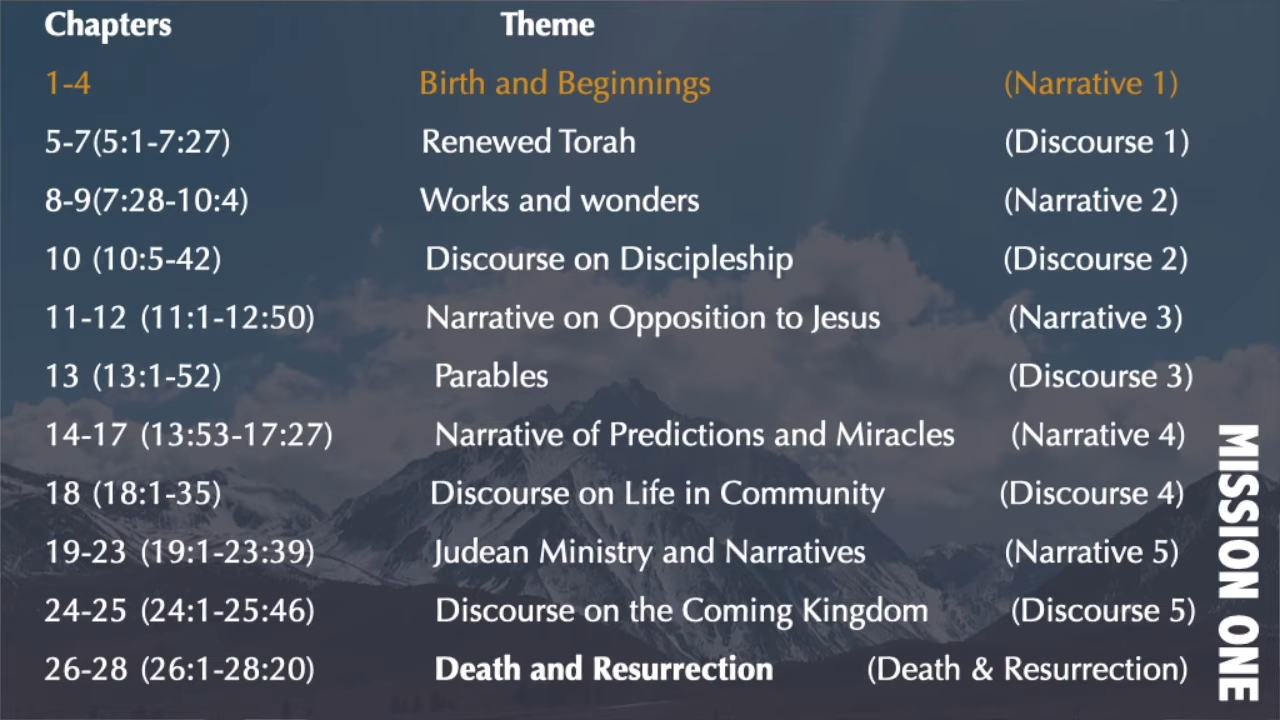 Chapters Theme
1-4 Birth and Beginnings (Narrative 1)
5-7(5:1-7:27) Renewed Torah (Discourse 1)
8-9(7:28-10:4) Works and wonders (Narrative 2)
10 (10:5-42) Discourse on Discipleship (Discourse 2)
11-12 (11:1-12:50) Narrative on Opposition to Jesus (Narrative 3)
13 (13:1-52) Parables (Discourse 3)
14-17 (13:53-17:27) Narrative of Predictions and Miracles (Narrative 4)
18 (18:1-35) Discourse on Life in Community (Discourse 4)
19-23 (19:1-23:39) Judean Ministry and Narratives (Narrative 5)
24-25 (24:1-25:46) Discourse on the Coming Kingdom (Discourse 5)
26-28 (26:1-28:20) Death and Resurrection (Death & Resurrection)
MISSION ONE